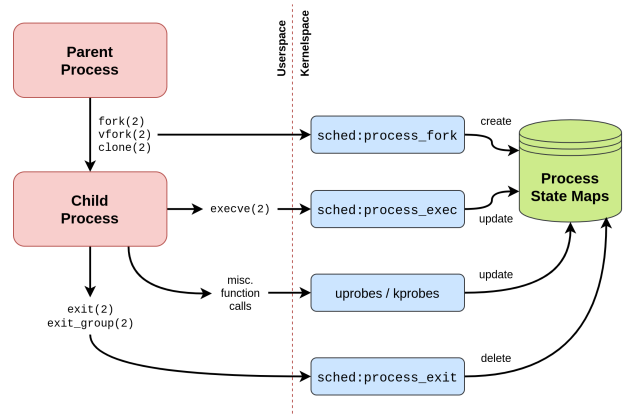 Parent
Process
Userspace
Kernelspace
fork(2)
vfork(2)
clone(2)
sched:process_fork
create
Process
State Maps
Child
Process
execve(2)
sched:process_exec
update
misc.
function
calls
uprobes / kprobes
update
exit(2)
exit_group(2)
sched:process_exit
delete